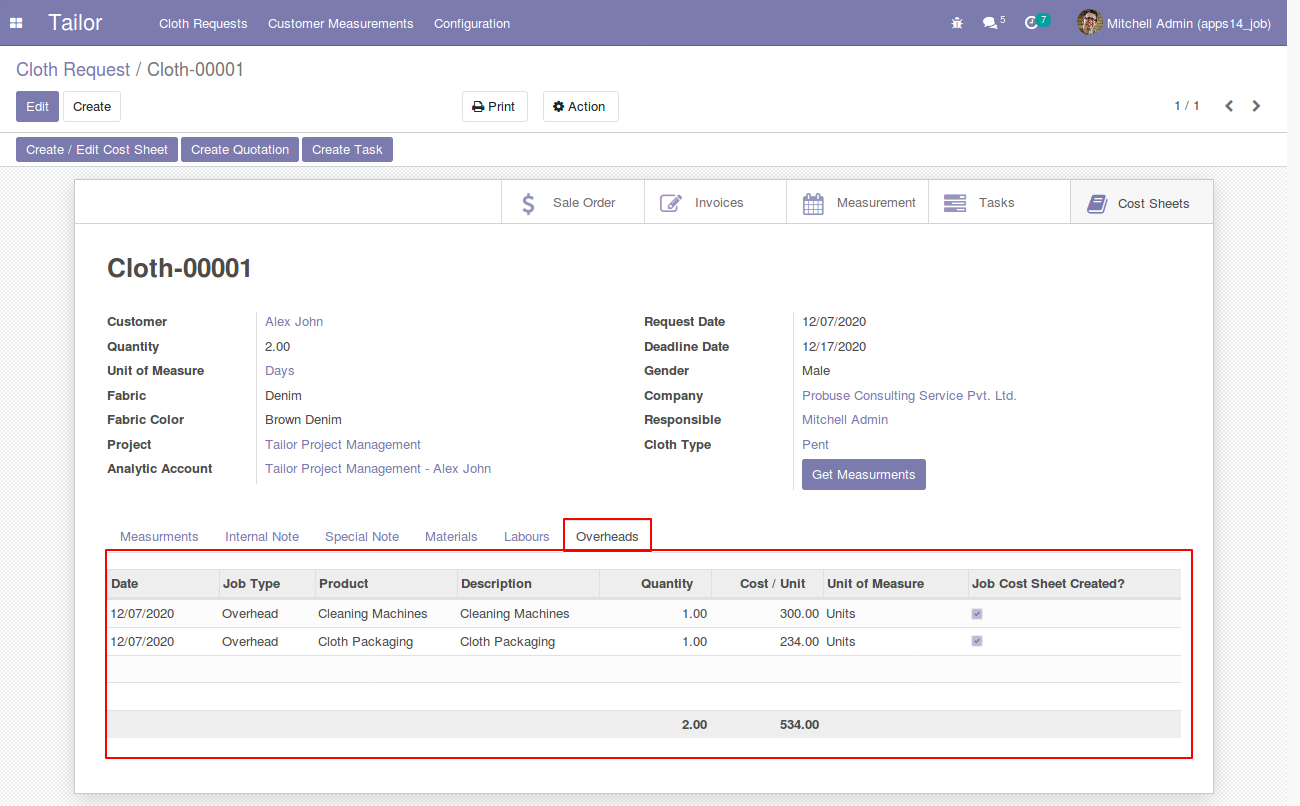 Tailor Cloth Requests Customer Measurements Configuration 5 7 Mitchell Admin (apps14_job)
Cloth Request / Cloth-00001
Edit Create Print Action 1 / 1
Create / Edit Cost Sheet Create Quotation Create Task
Sale Order Invoices Measurement Tasks Cost Sheets
Cloth-00001
Customer Alex John Request Date 12/07/2020
Quantity 2.00 Deadline Date 12/17/2020
Unit of Measure Days Gender Male
Fabric Denim Company Probuse Consulting Service Pvt. Ltd.
Fabric Color Brown Denim Responsible Mitchell Admin
Project Tailor Project Management Cloth Type Pent
Analytic Account Tailor Project Management - Alex John Get Measurments
Measurments Internal Note Special Note Materials Labours Overheads
Date Job Type Product Description Quantity Cost / Unit Unit of Measure Job Cost Sheet Created?
12/07/2020 Overhead Cleaning Machines Cleaning Machines 1.00 300.00 Units
12/07/2020 Overhead Cloth Packaging Cloth Packaging 1.00 234.00 Units
2.00 534.00